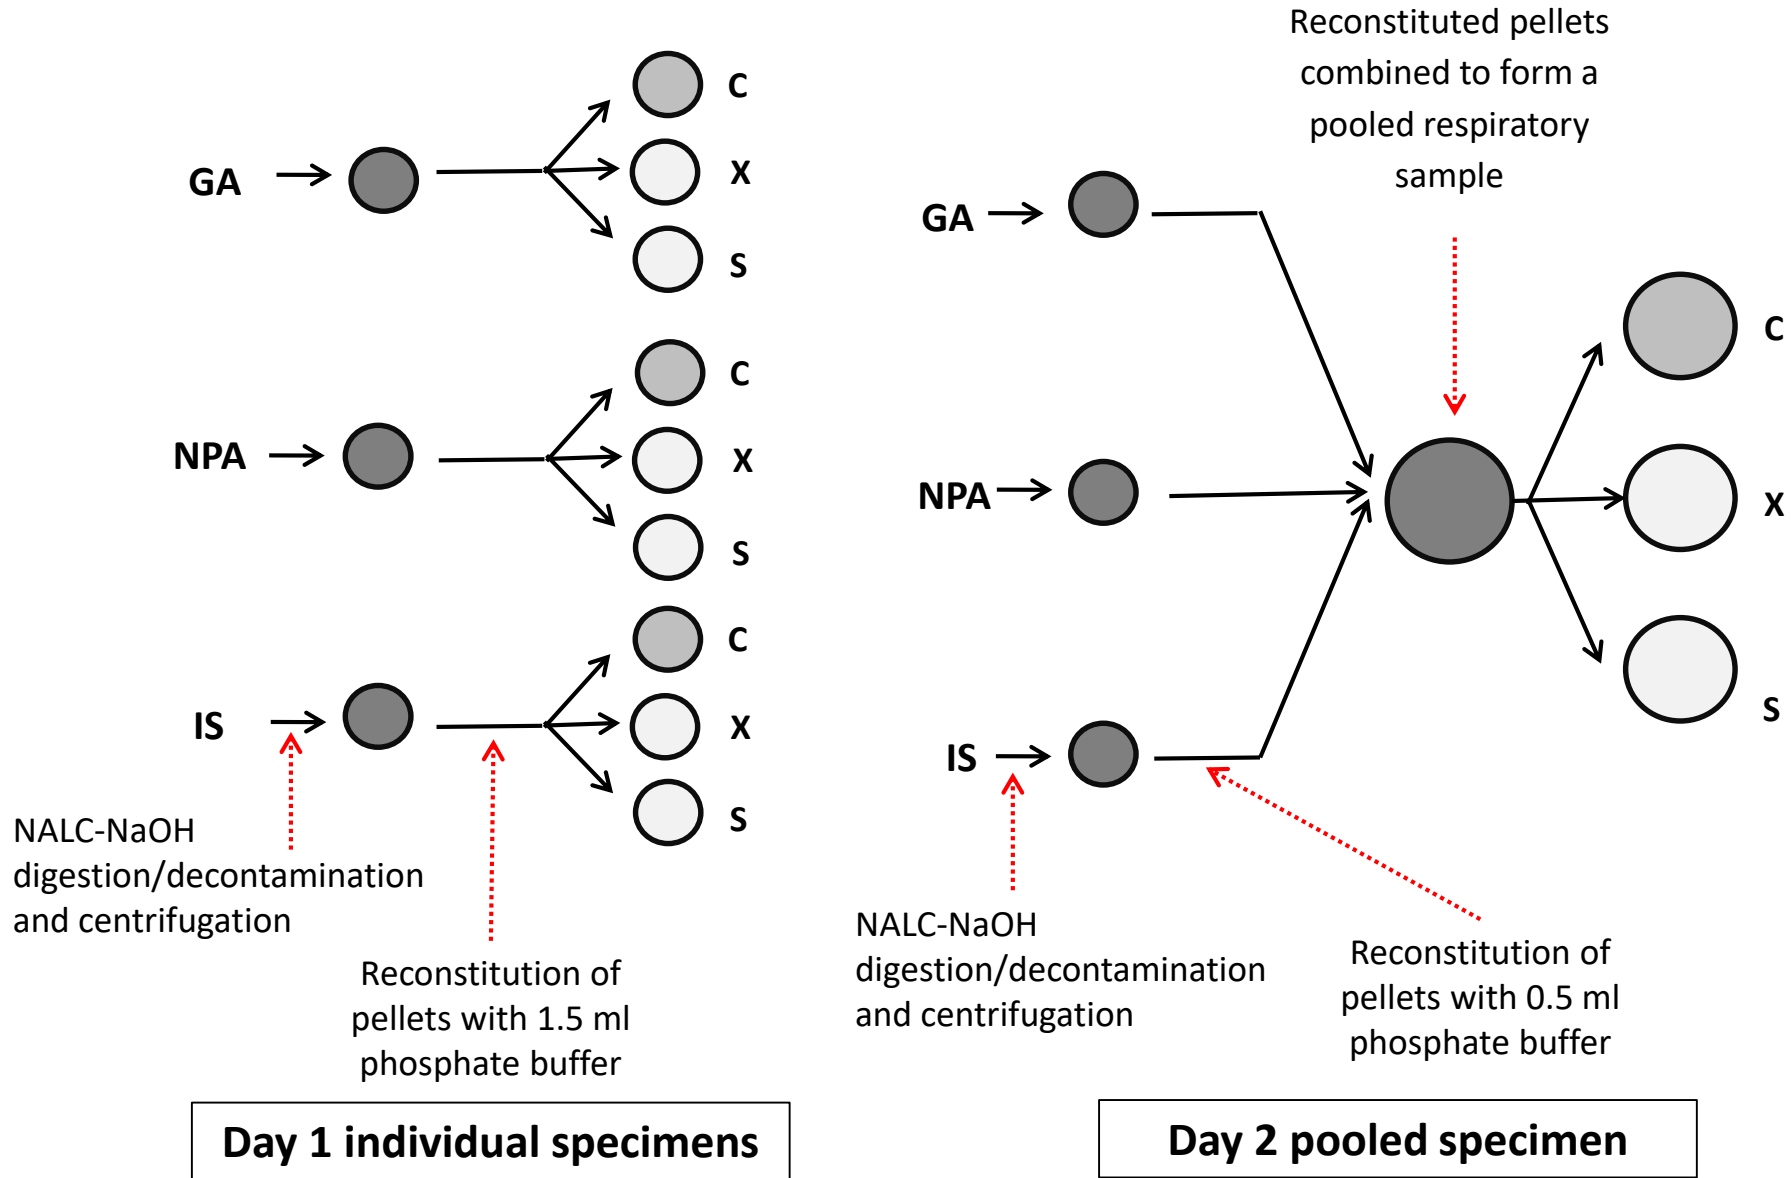 GA
C
X
S
NPA
C
X
S
IS
C
X
S
NALC-NaOH
digestion/decontamination
and centrifugation
Reconstitution of
pellets with 1.5 ml
phosphate buffer
Day 1 individual specimens
Reconstituted pellets
combined to form a
pooled respiratory
sample
GA
NPA
IS
C
X
S
NALC-NaOH
digestion/decontamination
and centrifugation
Reconstitution of
pellets with 0.5 ml
phosphate buffer
Day 2 pooled specimen